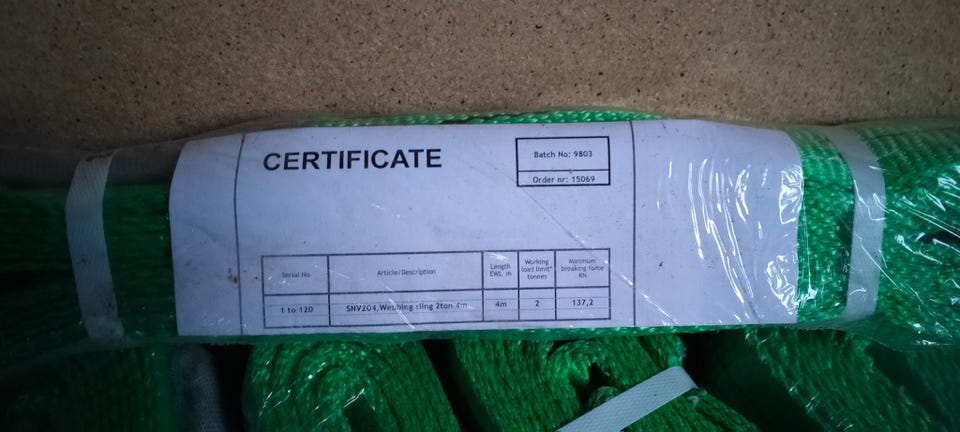 CERTIFICATE
Batch No: 9803
Order nr: 15069
Serial No
Article/Description
Length
EWL m
Working
load limit*
tonnes
Minimum
breaking force
KN
1 to 120
SNV204,Webbing sling 2ton 4m
4m
2
137,2